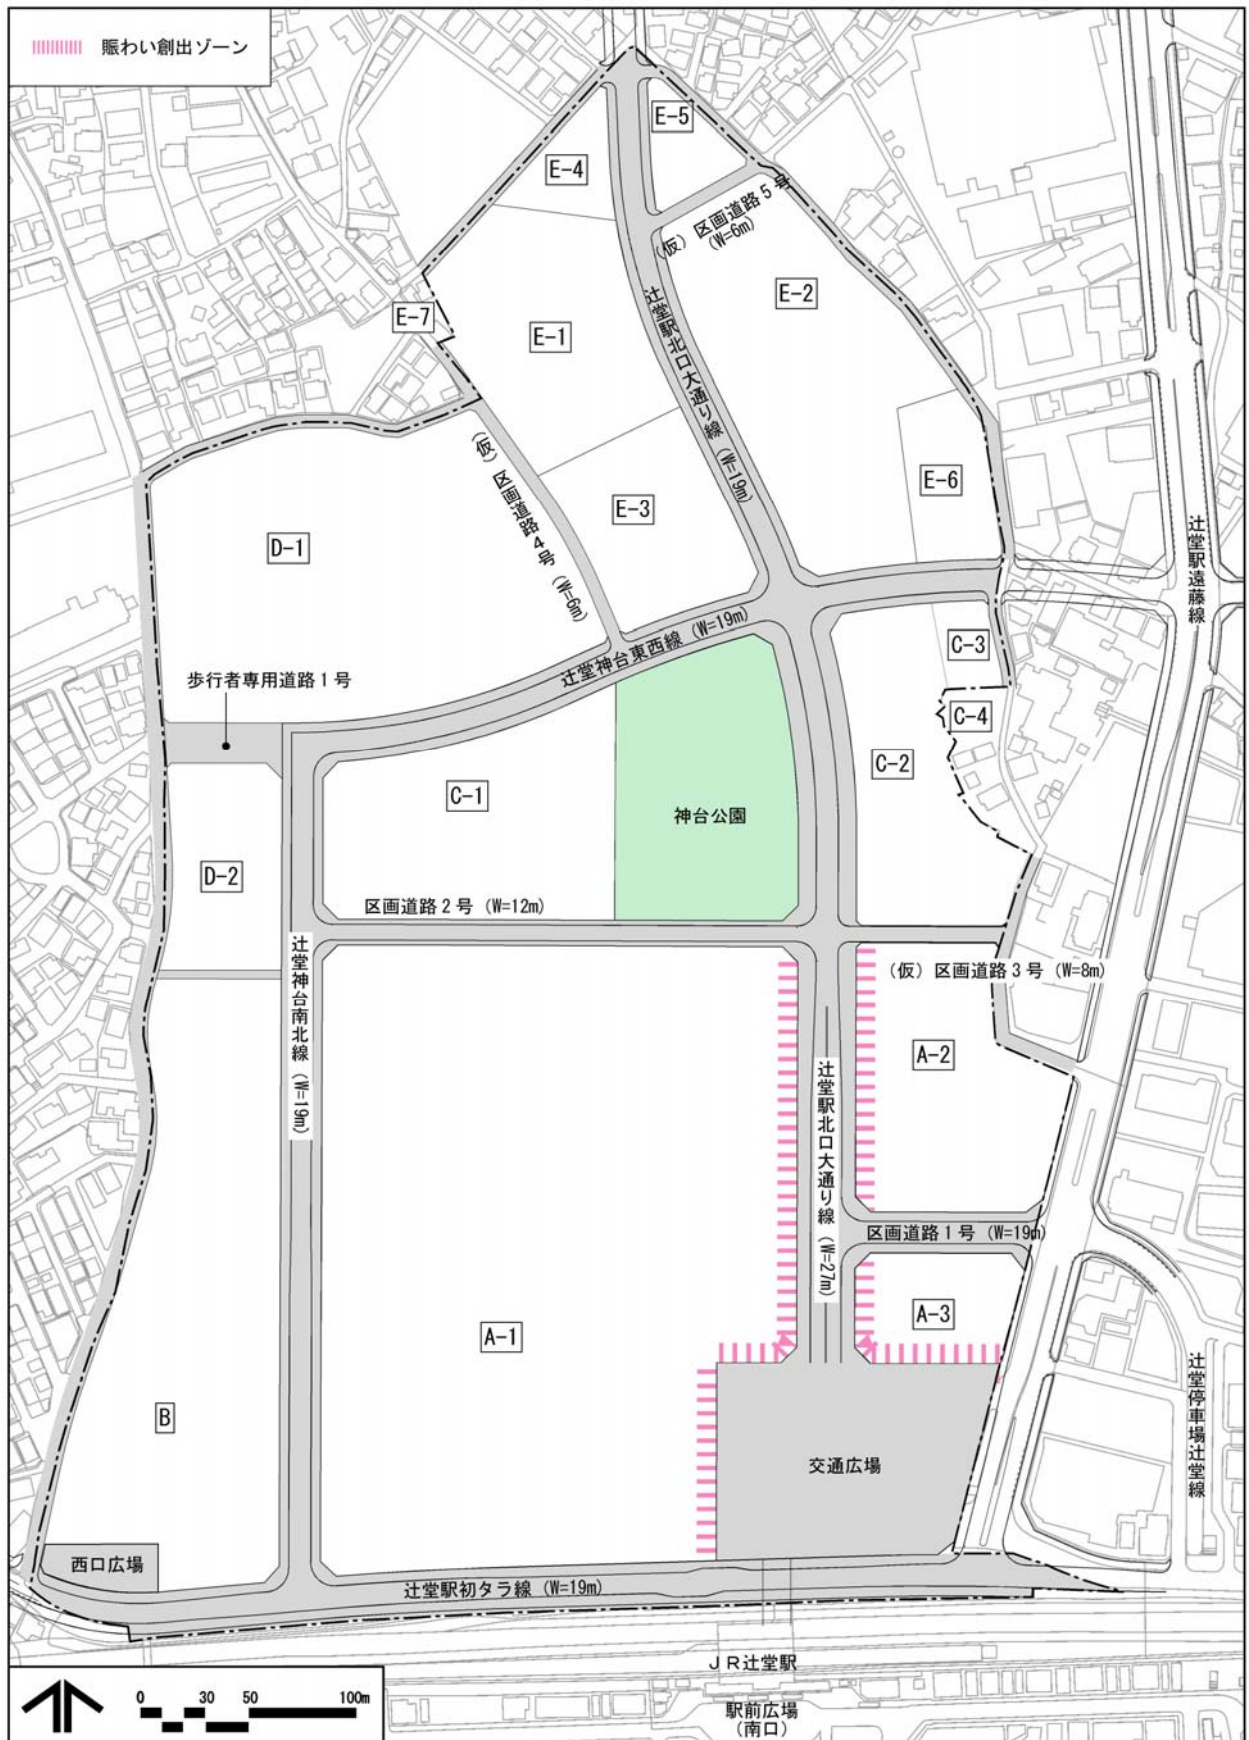 賑わい創出ゾーン
E-5
E-4
(仮) 区画道路5号
(W=6m)
E-2
E-7
E-1
辻堂駅北口大通り線 (W=19m)
(仮) 区画道路4号 (W=6m)
E-6
E-3
辻堂駅遠藤線
D-1
辻堂神台東西線 (W=19m)
C-3
歩行者専用道路1号
C-4
C-2
C-1
神台公園
D-2
区画道路2号 (W=12m)
辻堂神台南北線 (W=19m)
(仮) 区画道路3号 (W=8m)
A-2
辻堂駅北口大通り線 (W=27m)
区画道路1号 (W=19m)
A-3
A-1
辻堂停車場辻堂線
B
交通広場
西口広場
辻堂駅初タラ線 (W=19m)
JR辻堂駅
0 30 50 100m
駅前広場
(南口)